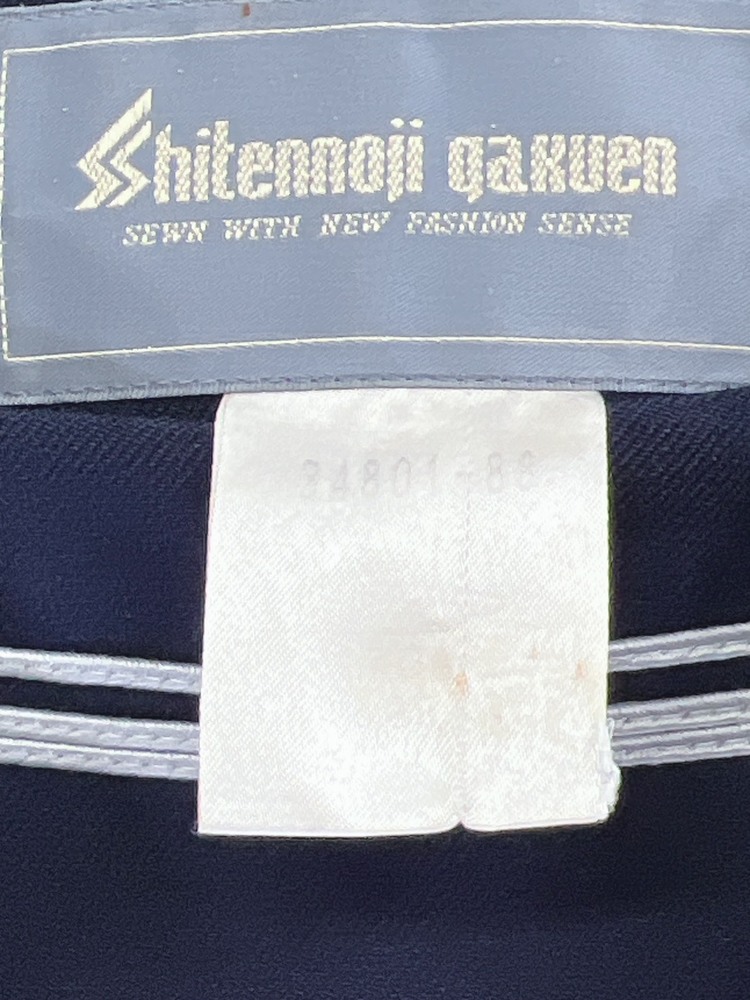 Shitennoji gakuen
SEWN WITH NEW FASHION SENSE
34801-88